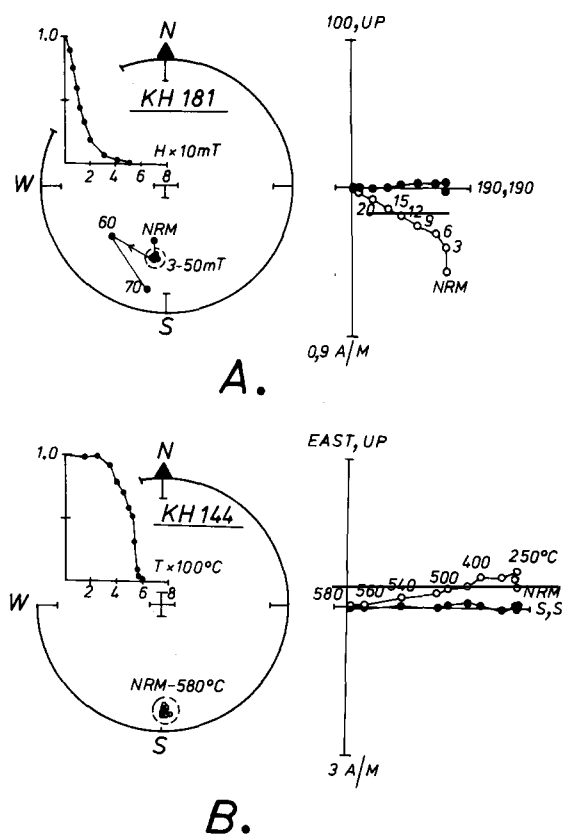 100, UP
1.0
N
KH 181
H × 10mT
2 4 6 8
W
190, 190
20
15
12
9
6
3
NRM
60
NRM
3-50mT
70
S
0,9 A/M
A.
EAST, UP
1.0
N
KH 144
T × 100°C
2 4 6 8
W
580
560
540
500
400
250°C
NRM
S, S
NRM-580°C
S
3 A/M
B.